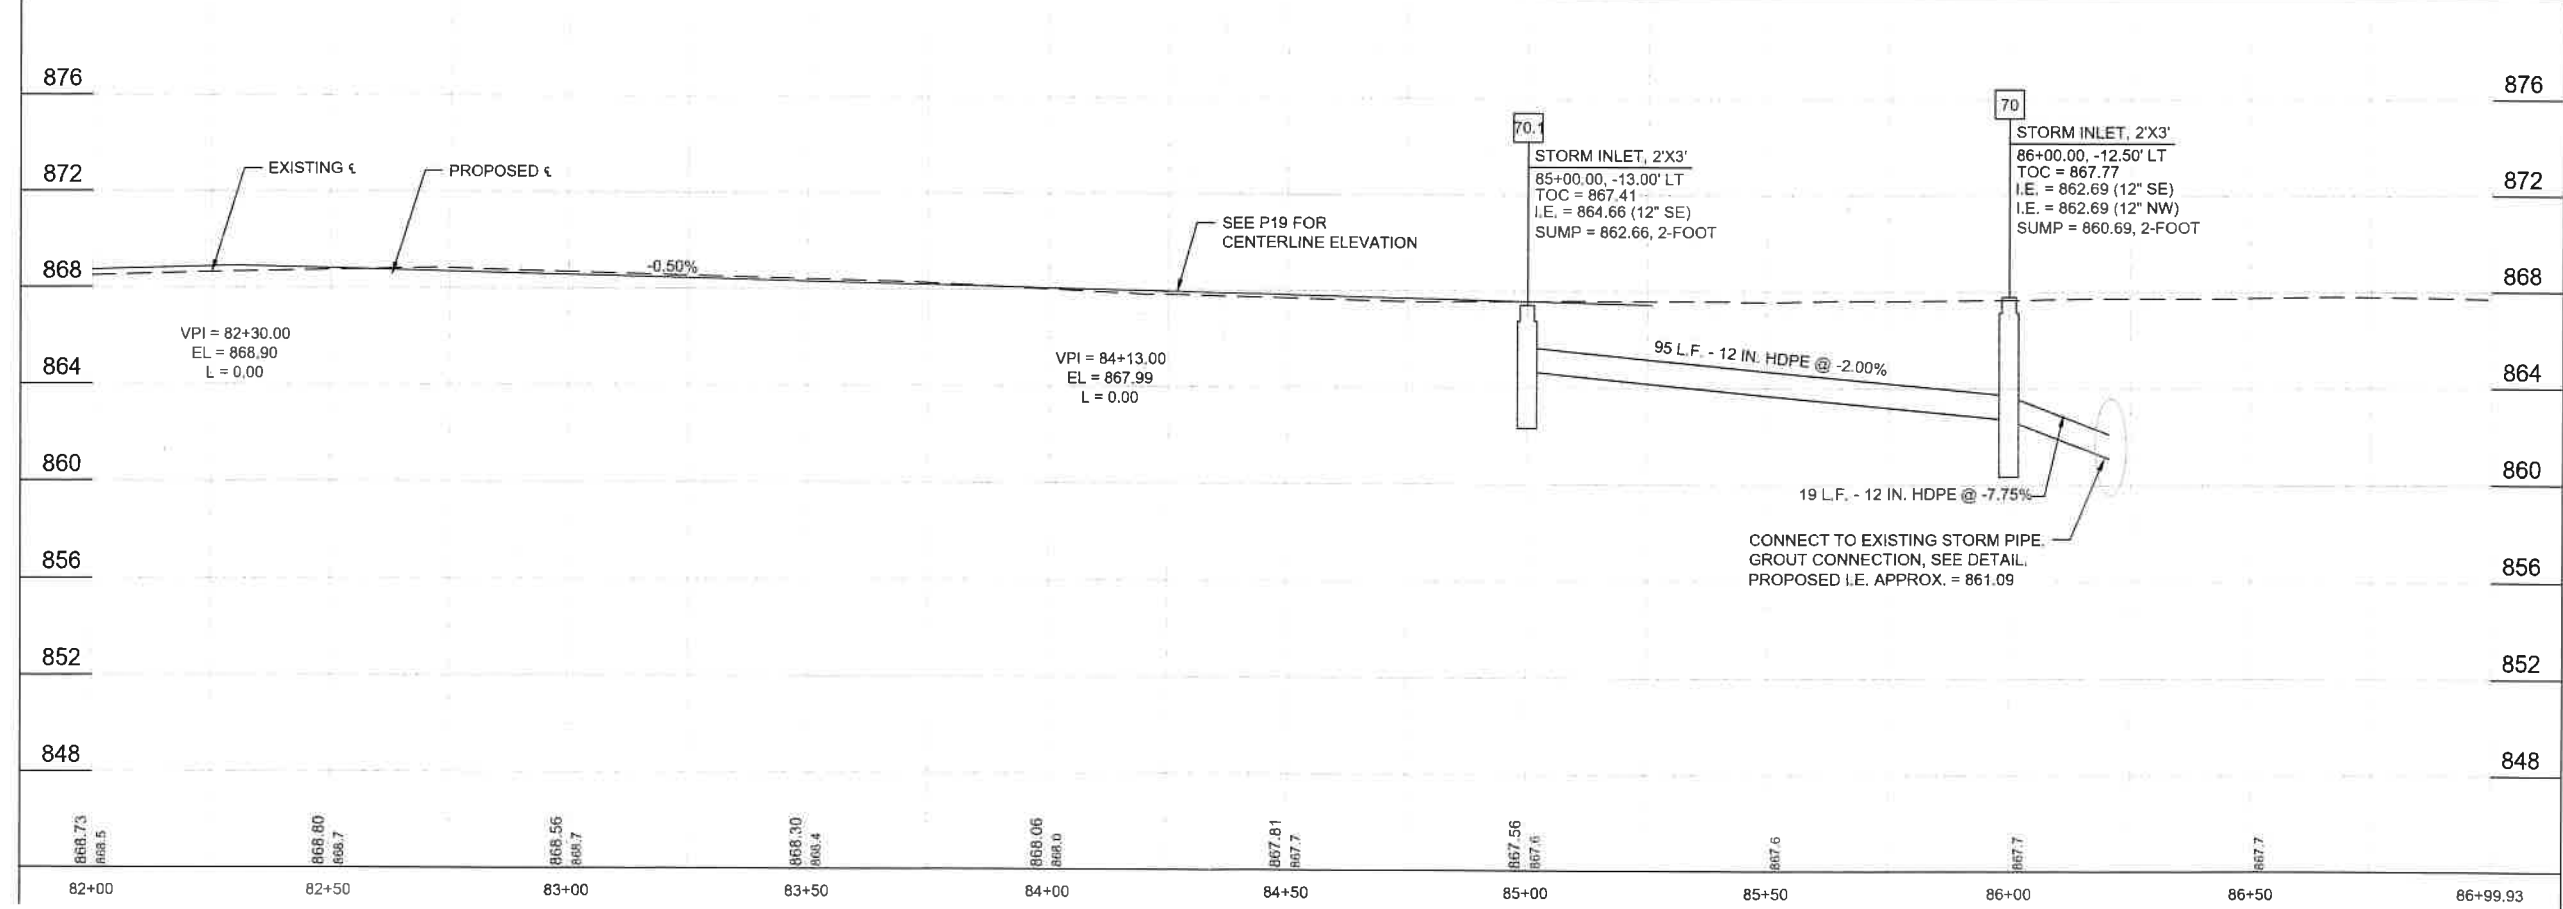 876
872
868
864
860
856
852
848
876
872
868
864
860
856
852
848
EXISTING ℄
PROPOSED ℄
-0.50%
SEE P19 FOR
CENTERLINE ELEVATION
VPI = 82+30.00
EL = 868.90
L = 0.00
VPI = 84+13.00
EL = 867.99
L = 0.00
70.1
STORM INLET, 2'X3'
85+00.00, -13.00' LT
TOC = 867.41
I.E. = 864.66 (12" SE)
SUMP = 862.66, 2-FOOT
70
STORM INLET, 2'X3'
86+00.00, -12.50' LT
TOC = 867.77
I.E. = 862.69 (12" SE)
I.E. = 862.69 (12" NW)
SUMP = 860.69, 2-FOOT
95 L.F. - 12 IN. HDPE @ -2.00%
19 L.F. - 12 IN. HDPE @ -7.75%
CONNECT TO EXISTING STORM PIPE.
GROUT CONNECTION, SEE DETAIL.
PROPOSED I.E. APPROX. = 861.09
868.73
868.5
868.80
868.7
868.56
868.7
868.30
868.4
868.06
868.0
867.81
867.7
867.56
867.6
867.6
867.7
867.7
82+00
82+50
83+00
83+50
84+00
84+50
85+00
85+50
86+00
86+50
86+99.93